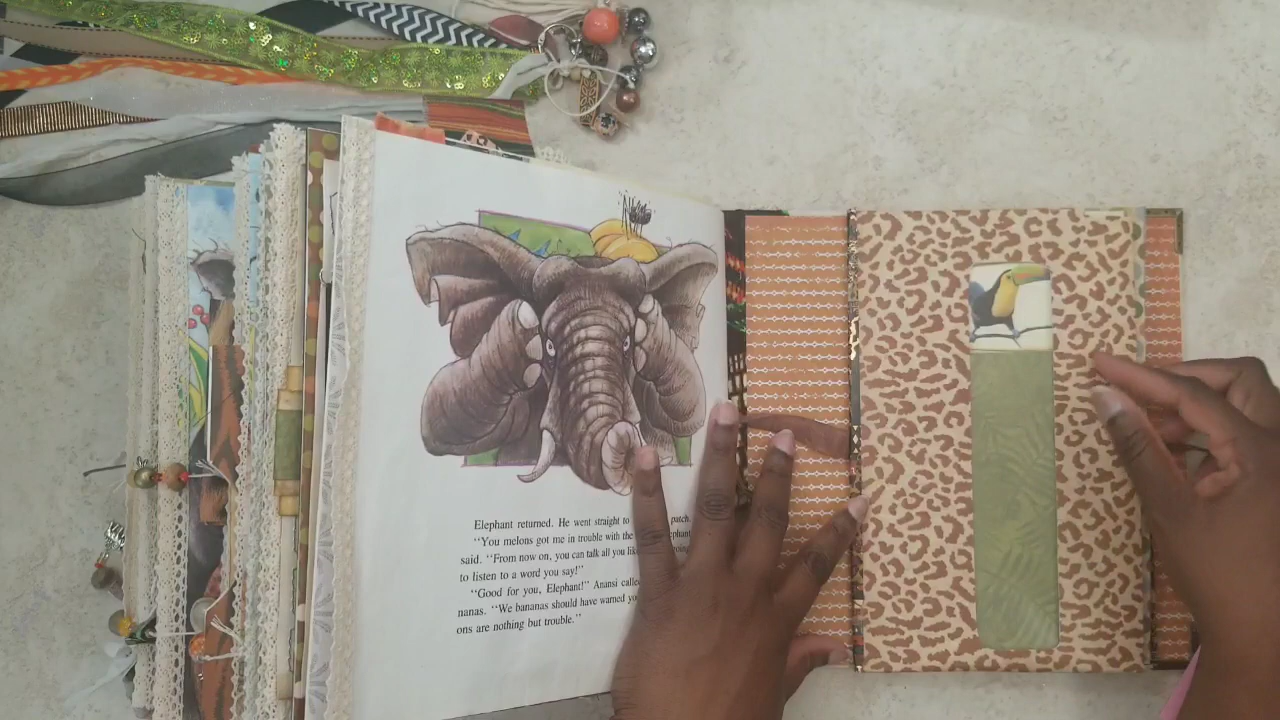 Elephant returned. He went straight to patch.
"You melons got me in trouble with the
said. "From now on, you can talk all you
to listen to a word you say!"
"Good for you, Elephant!" Anansi
nanas. "We bananas should have warned
ons are nothing but trouble."